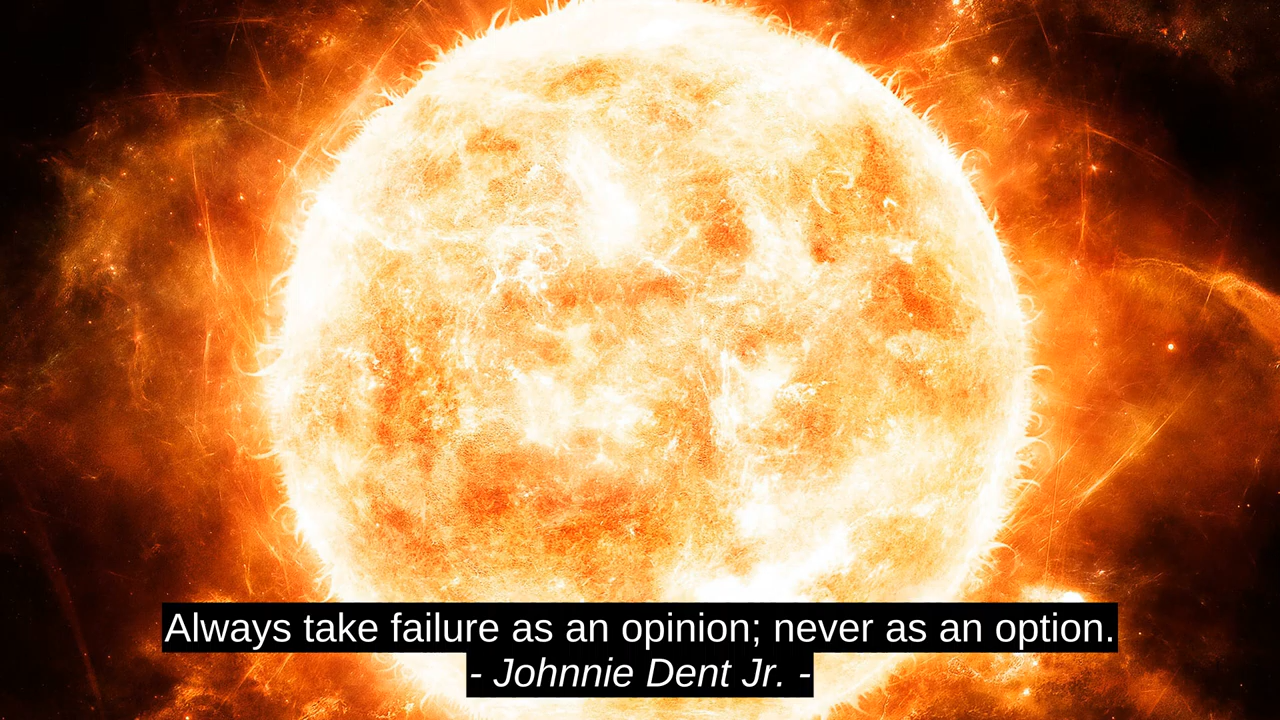 Always take failure as an opinion; never as an option.
- Johnnie Dent Jr. -